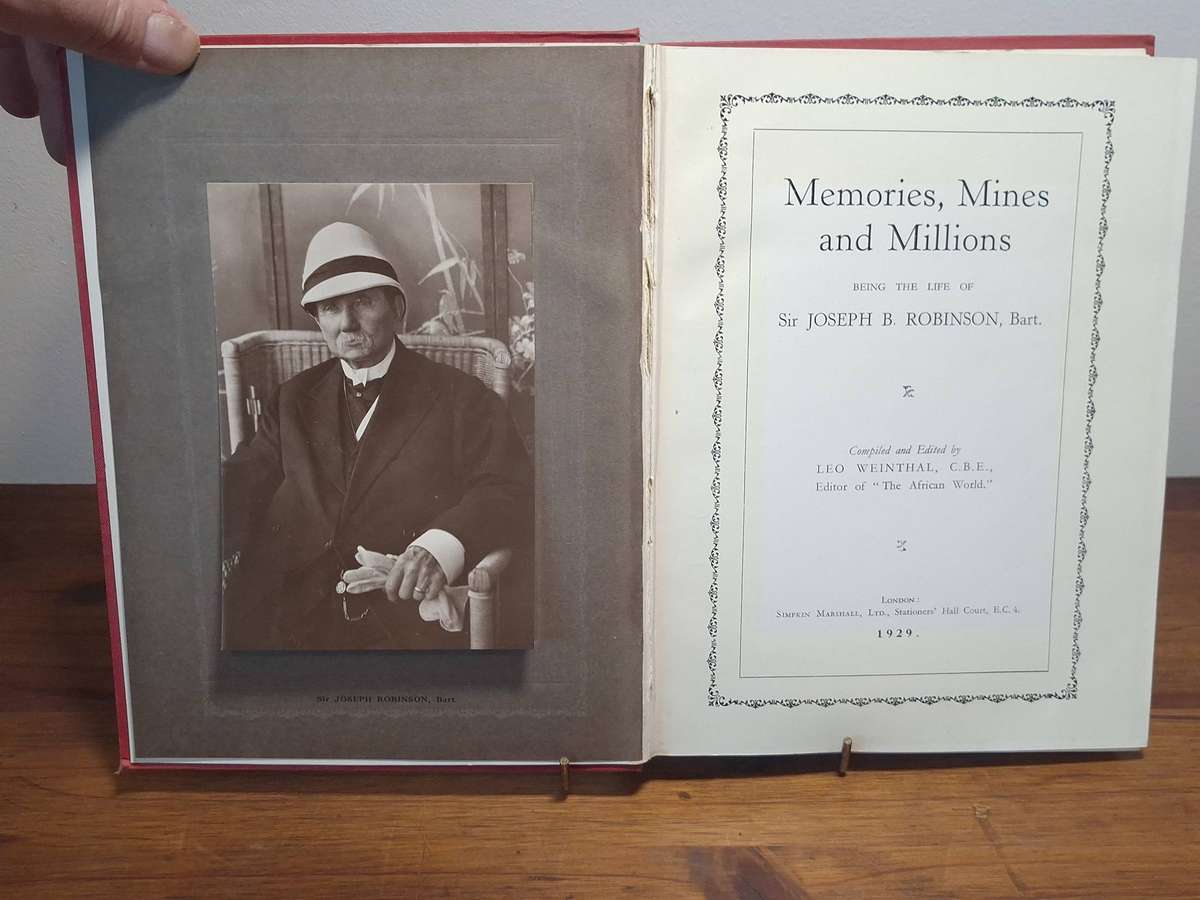 Sir JOSEPH ROBINSON, Bart.
Memories, Mines
and Millions
BEING THE LIFE OF
Sir JOSEPH B. ROBINSON, Bart.
Compiled and Edited by
LEO WEINTHAL, C.B.E.,
Editor of "The African World."
LONDON:
SIMPKIN MARSHALL, LTD., Stationers' Hall Court, E.C. 4.
1929.